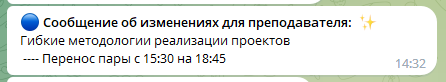 🔵 Сообщение об изменениях для преподавателя: ✨
Гибкие методологии реализации проектов
---- Перенос пары с 15:30 на 18:45
14:32